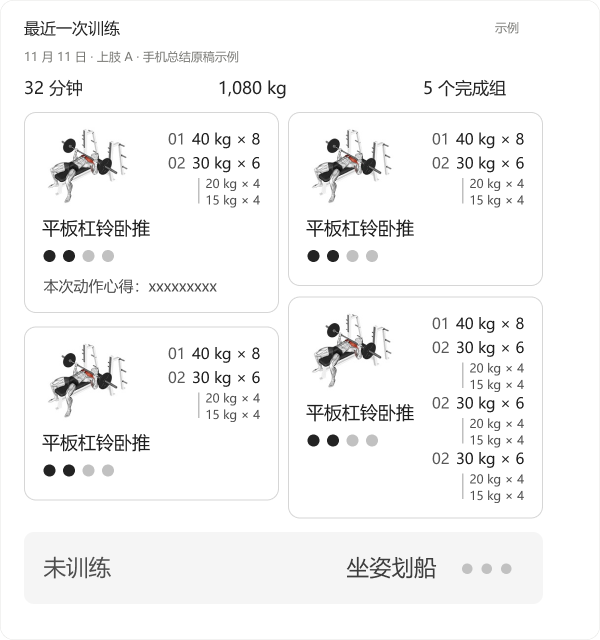 最近一次训练
示例
11 月 11 日 · 上肢 A · 手机总结原稿示例
32 分钟
1,080 kg
5 个完成组
01 40 kg × 8
02 30 kg × 6
20 kg × 4
15 kg × 4
平板杠铃卧推
本次动作心得：xxxxxxxxx
01 40 kg × 8
02 30 kg × 6
20 kg × 4
15 kg × 4
平板杠铃卧推
01 40 kg × 8
02 30 kg × 6
20 kg × 4
15 kg × 4
平板杠铃卧推
01 40 kg × 8
02 30 kg × 6
20 kg × 4
15 kg × 4
平板杠铃卧推
02 30 kg × 6
20 kg × 4
15 kg × 4
02 30 kg × 6
20 kg × 4
15 kg × 4
未训练
坐姿划船